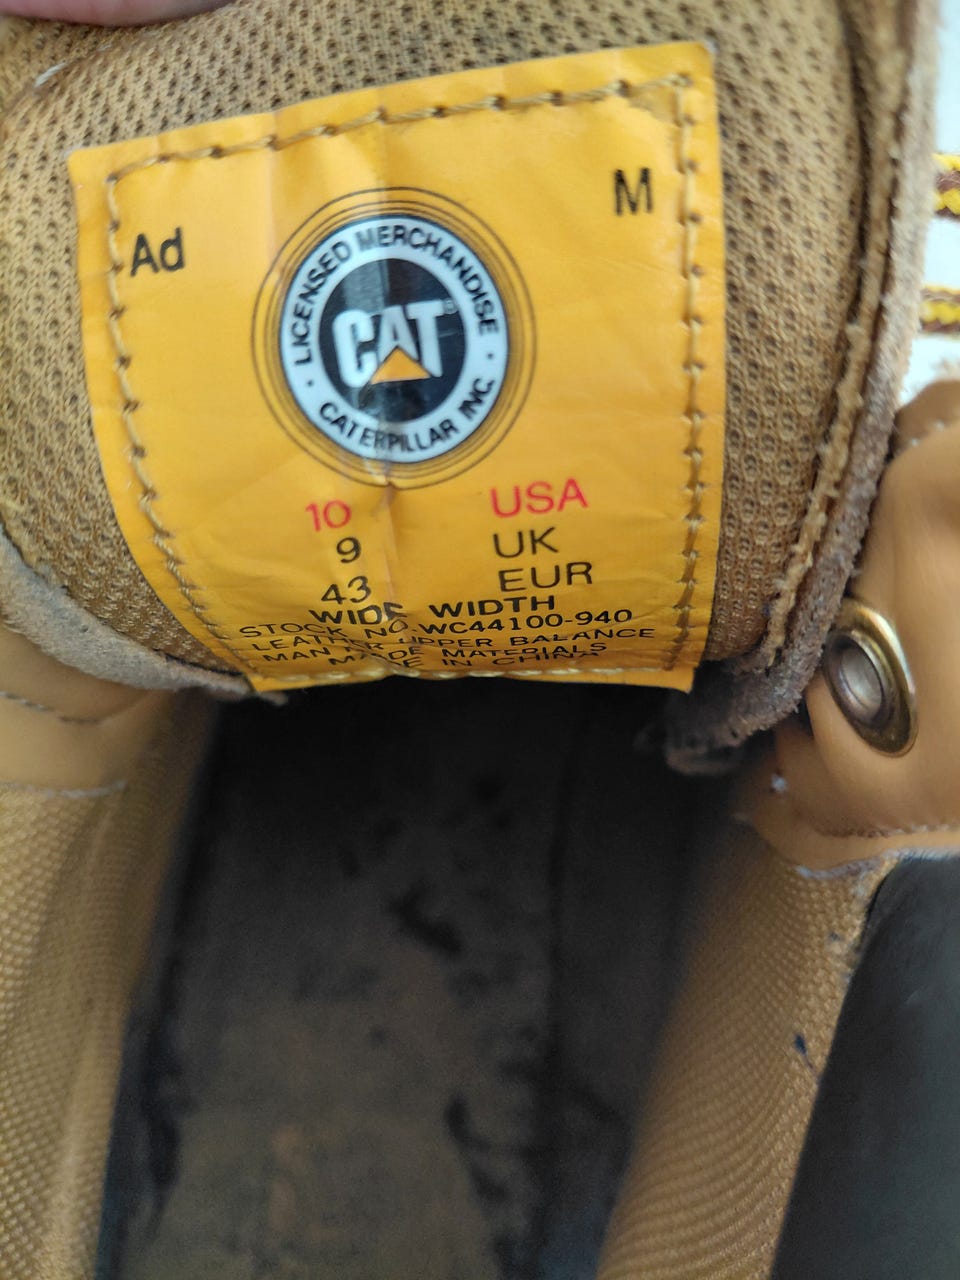 Ad
M
LICENSED MERCHANDISE
CAT®
CATERPILLAR INC.
10 USA
9 UK
43 EUR
WIDE WIDTH
STOCK NO.WC44100-940
LEATHER UPPER BALANCE
MAN MADE MATERIALS
MADE IN CHINA